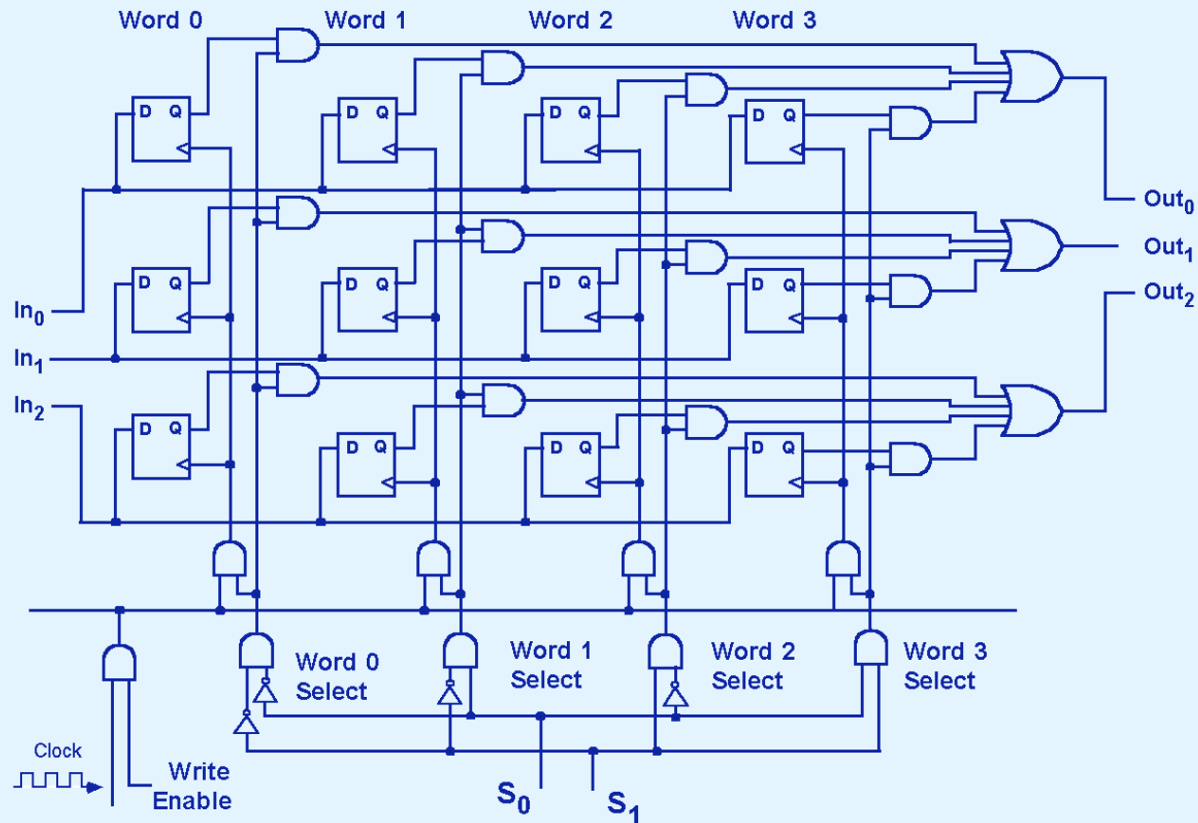 Word 0 Word 1 Word 2 Word 3
D Q D Q D Q D Q
Out₀
Out₁
D Q D Q D Q D Q
Out₂
In₀
In₁
In₂
D Q D Q D Q D Q
Word 0 Select
Word 1 Select
Word 2 Select
Word 3 Select
Clock
Write Enable
S₀
S₁